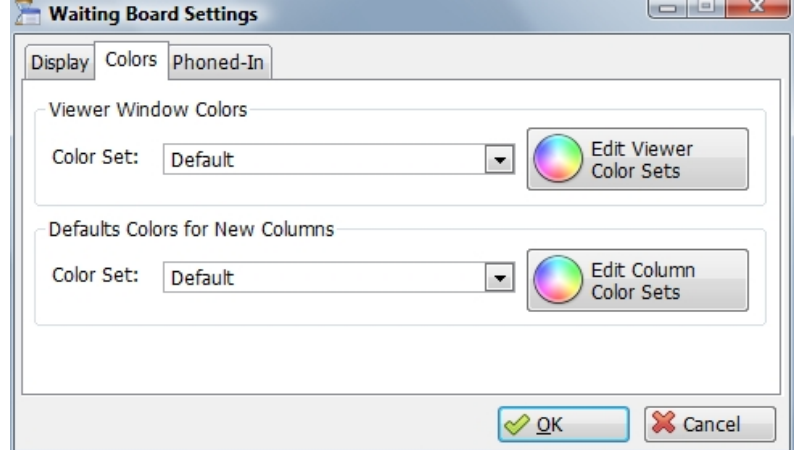 Waiting Board Settings
Display Colors Phoned-In
Viewer Window Colors
Color Set: Default
Edit Viewer
Color Sets
Defaults Colors for New Columns
Color Set: Default
Edit Column
Color Sets
OK Cancel